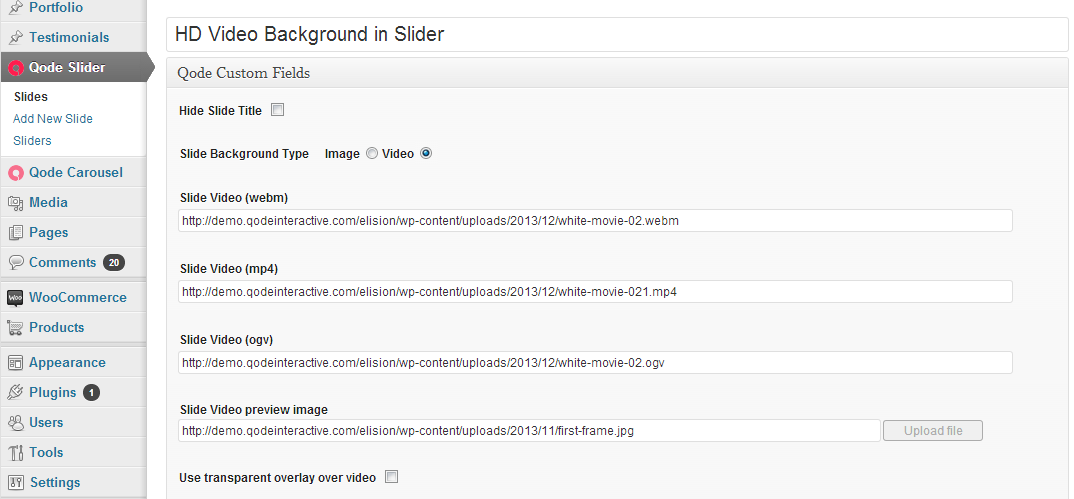 Portfolio
Testimonials
Qode Slider
Slides
Add New Slide
Sliders
Qode Carousel
Media
Pages
Comments 20
Woo WooCommerce
Products
Appearance
Plugins 1
Users
Tools
Settings
HD Video Background in Slider
Qode Custom Fields
Hide Slide Title
Slide Background Type Image Video
Slide Video (webm)
http://demo.qodeinteractive.com/elision/wp-content/uploads/2013/12/white-movie-02.webm
Slide Video (mp4)
http://demo.qodeinteractive.com/elision/wp-content/uploads/2013/12/white-movie-021.mp4
Slide Video (ogv)
http://demo.qodeinteractive.com/elision/wp-content/uploads/2013/12/white-movie-02.ogv
Slide Video preview image
http://demo.qodeinteractive.com/elision/wp-content/uploads/2013/11/first-frame.jpg Upload file
Use transparent overlay over video